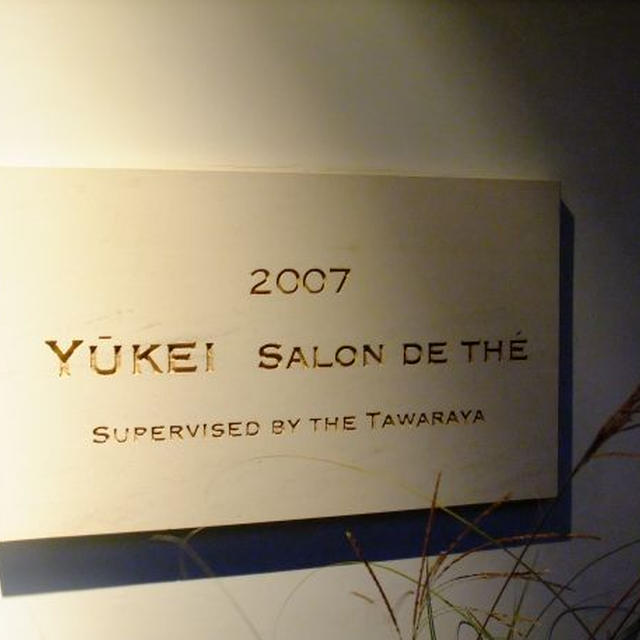 2007
YŪKEI SALON DE THÉ
SUPERVISED BY THE TAWARAYA